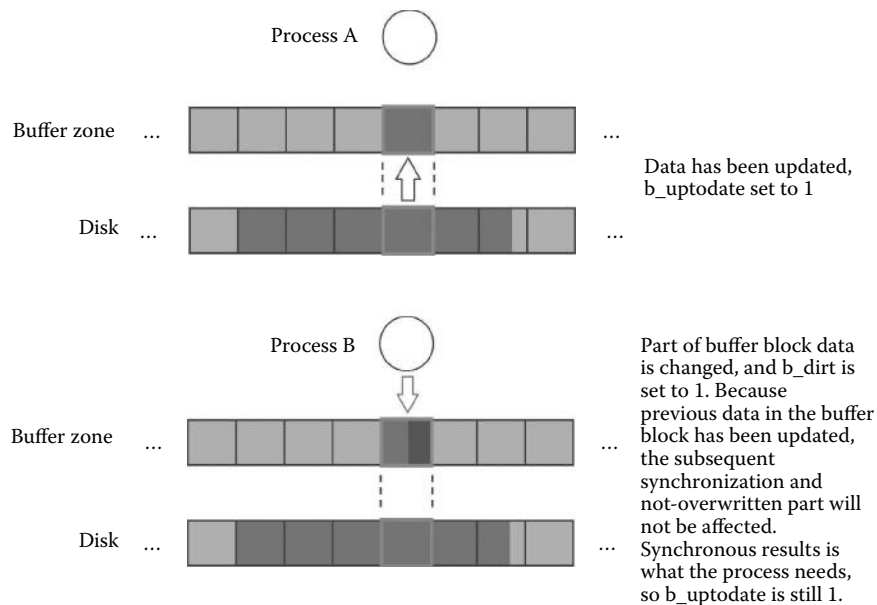 Process A
Buffer zone ... ...
Data has been updated,
b_uptodate set to 1
Disk ... ...
Process B
Part of buffer block data
is changed, and b_dirt is
set to 1. Because
previous data in the buffer
block has been updated,
the subsequent
synchronization and
not-overwritten part will
not be affected.
Synchronous results is
what the process needs,
so b_uptodate is still 1.
Buffer zone ... ...
Disk ... ...